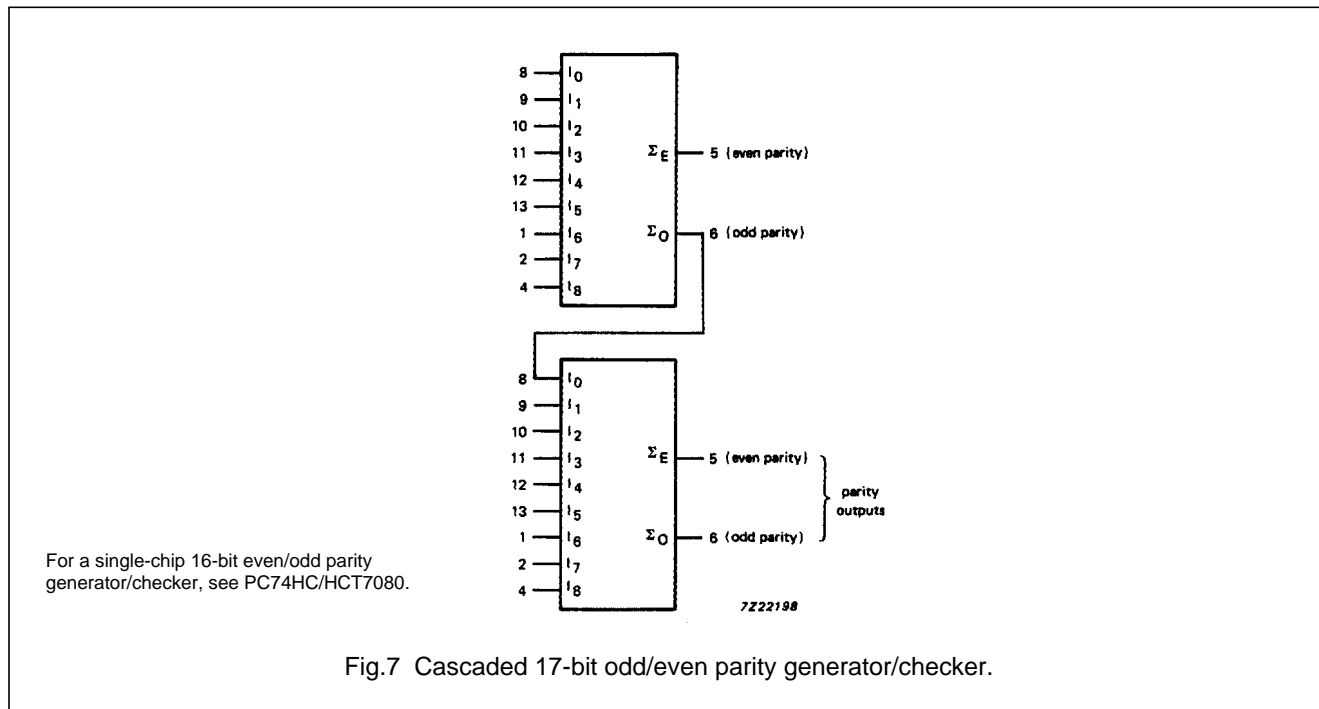 8 I0
9 I1
10 I2
11 I3 ΣE 5 (even parity)
12 I4
13 I5
1 I6 ΣO 6 (odd parity)
2 I7
4 I8
8 I0
9 I1
10 I2
11 I3 ΣE 5 (even parity)
12 I4
parity
outputs
13 I5
1 I6 ΣO 6 (odd parity)
2 I7
4 I8
For a single-chip 16-bit even/odd parity
generator/checker, see PC74HC/HCT7080.
7Z22198
Fig.7 Cascaded 17-bit odd/even parity generator/checker.